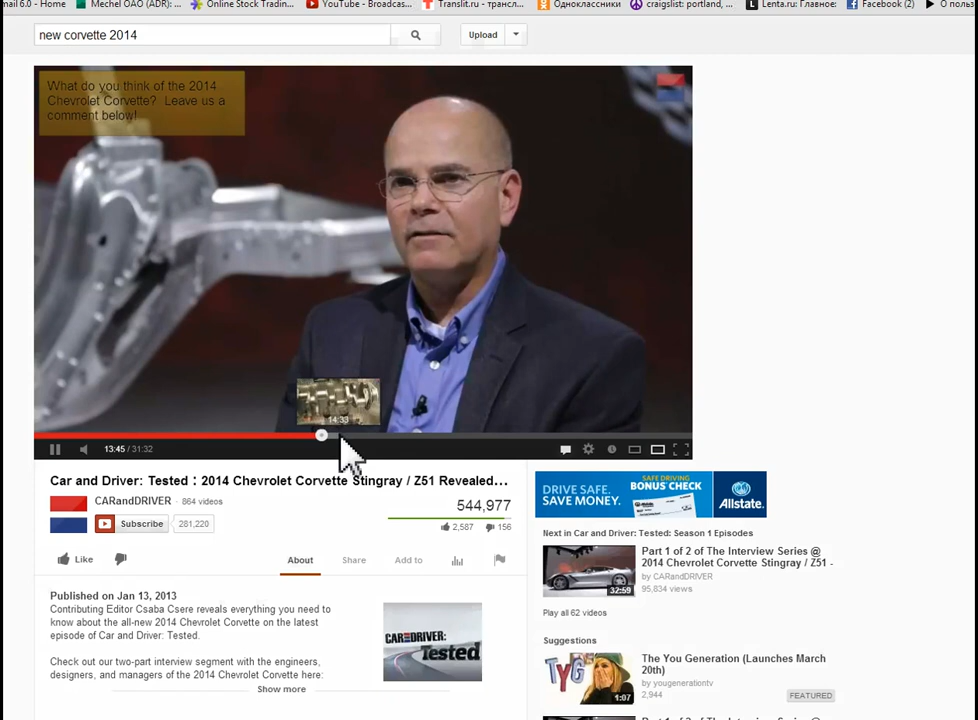 mail 6.0 - Home Mechel OAO (ADR): ... Online Stock Tradin... YouTube - Broadcas... Translit.ru - трансл... Одноклассники craigslist: portland, ... Lenta.ru: Главное: Facebook (2) О польз
new corvette 2014 Upload
What do you think of the 2014
Chevrolet Corvette? Leave us a
comment below!
14:33
13:45 / 31:32
Car and Driver: Tested : 2014 Chevrolet Corvette Stingray / Z51 Revealed...
CARandDRIVER · 864 videos
Subscribe 281,220
544,977
2,587 156
Like About Share Add to
Published on Jan 13, 2013
Contributing Editor Csaba Csere reveals everything you need to
know about the all-new 2014 Chevrolet Corvette on the latest
episode of Car and Driver: Tested.
Check out our two-part interview segment with the engineers,
designers, and managers of the 2014 Chevrolet Corvette here:
Show more
CAR AND DRIVER:
Tested
DRIVE SAFE.
SAVE MONEY.
SAFE DRIVING
BONUS CHECK
Allstate.
Next in Car and Driver: Tested: Season 1 Episodes
Part 1 of 2 of The Interview Series @
2014 Chevrolet Corvette Stingray / Z51 -
by CARandDRIVER
95,834 views
32:59
Play all 62 videos
Suggestions
TYG
The You Generation (Launches March
20th)
by yougenerationtv
2,944
FEATURED
1:07